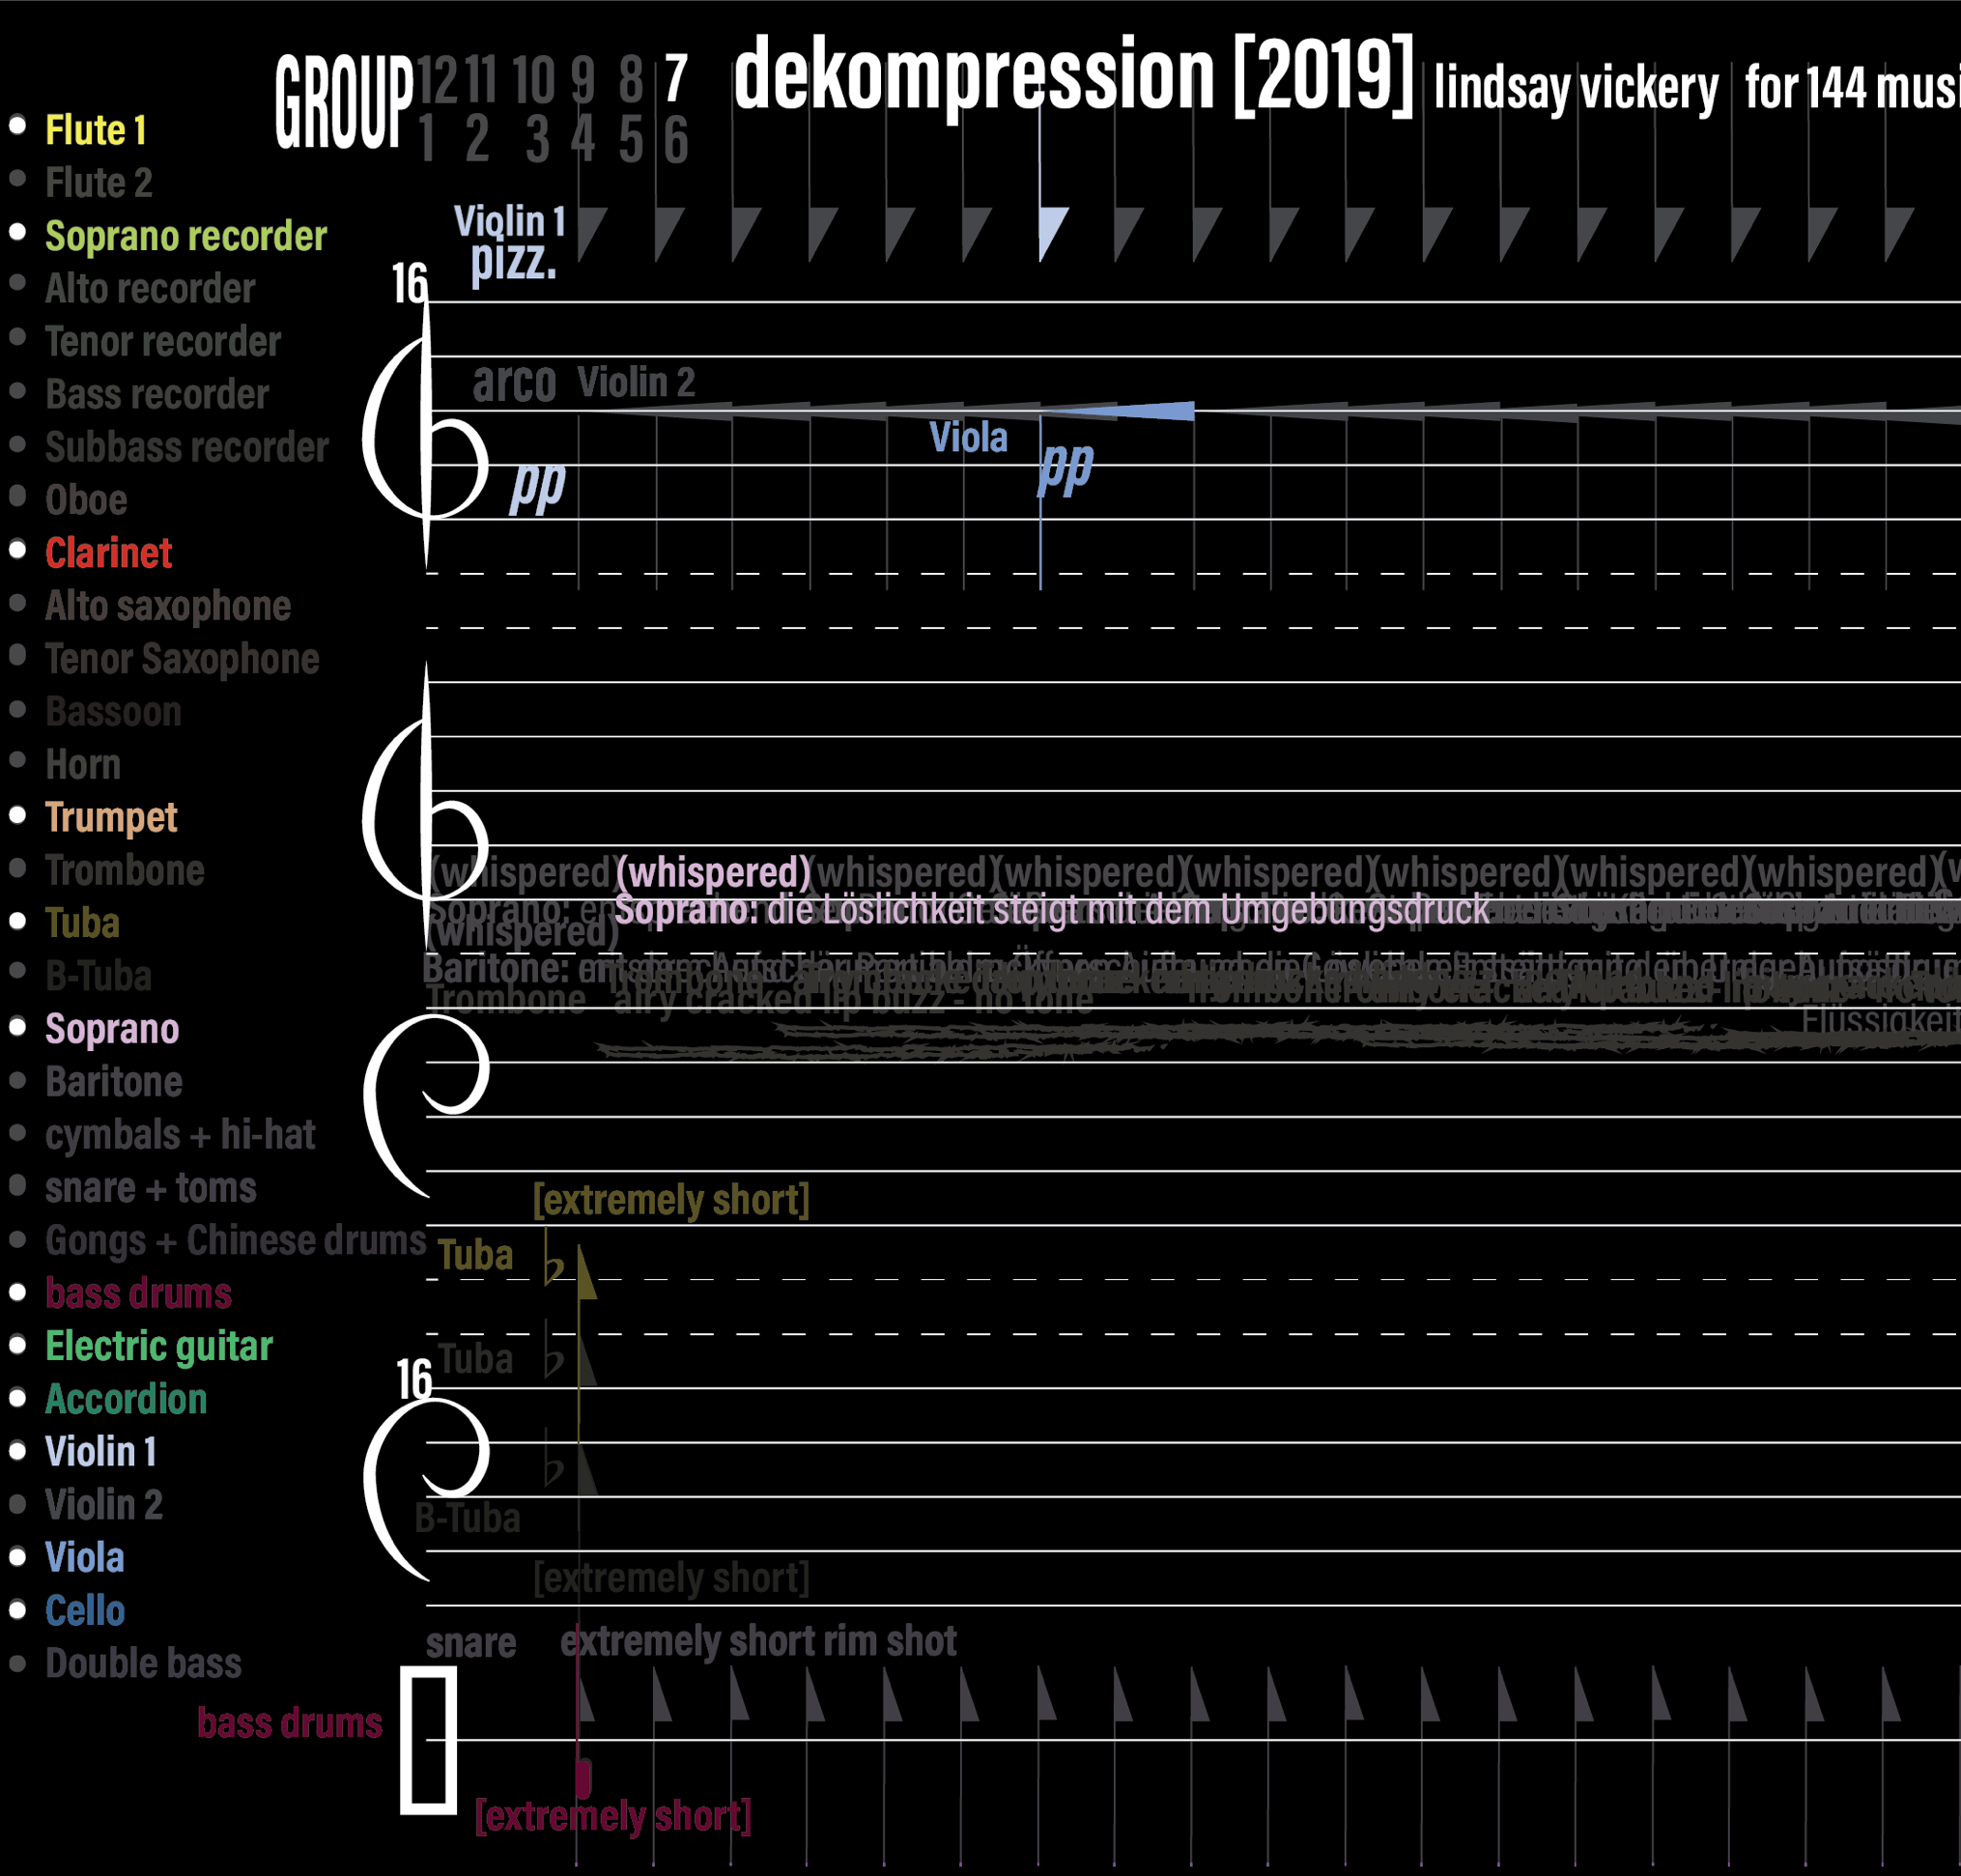 GROUP 12 11 10 9 8 7
1 2 3 4 5 6
dekompression [2019] lindsay vickery for 144 musi
Flute 1
Flute 2
Soprano recorder
Alto recorder
Tenor recorder
Bass recorder
Subbass recorder
Oboe
Clarinet
Alto saxophone
Tenor Saxophone
Bassoon
Horn
Trumpet
Trombone
Tuba
B-Tuba
Soprano
Baritone
cymbals + hi-hat
snare + toms
Gongs + Chinese drums
bass drums
Electric guitar
Accordion
Violin 1
Violin 2
Viola
Cello
Double bass
Violin 1
pizz.
16
arco Violin 2
Viola
pp
pp
(whispered) (whispered) (whispered) (whispered) (whispered) (whispered) (whispered) (whispered) (w
Soprano:
Soprano: die Löslichkeit steigt mit dem Umgebungsdruck
(whispered)
Baritone:
Trombone airy cracked lip buzz - no tone
Flüssigkeit
[extremely short]
Tuba
Tuba
16
B-Tuba
[extremely short]
snare extremely short rim shot
bass drums
[extremely short]